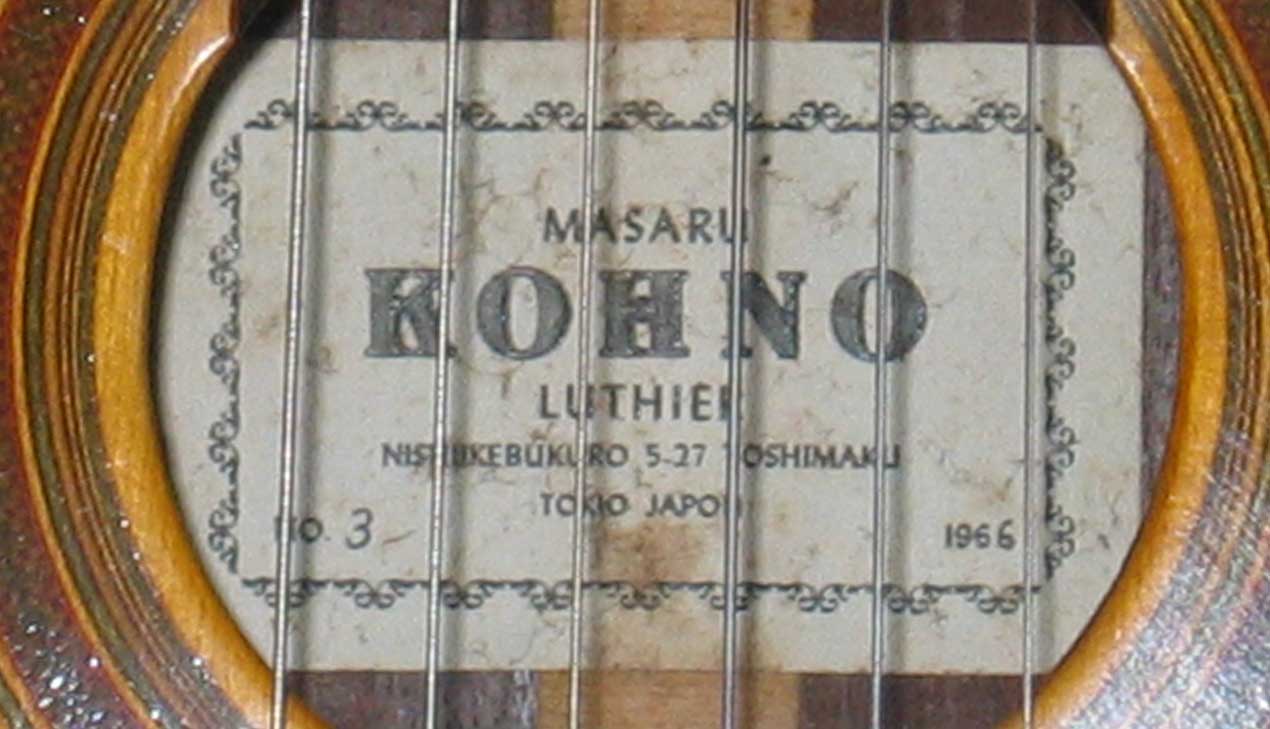 MASARU
KOHNO
LUTHIER
NISHIIKEBUKURO 5-27 TOSHIMAKU
TOKIO JAPON
NO. 3
1966